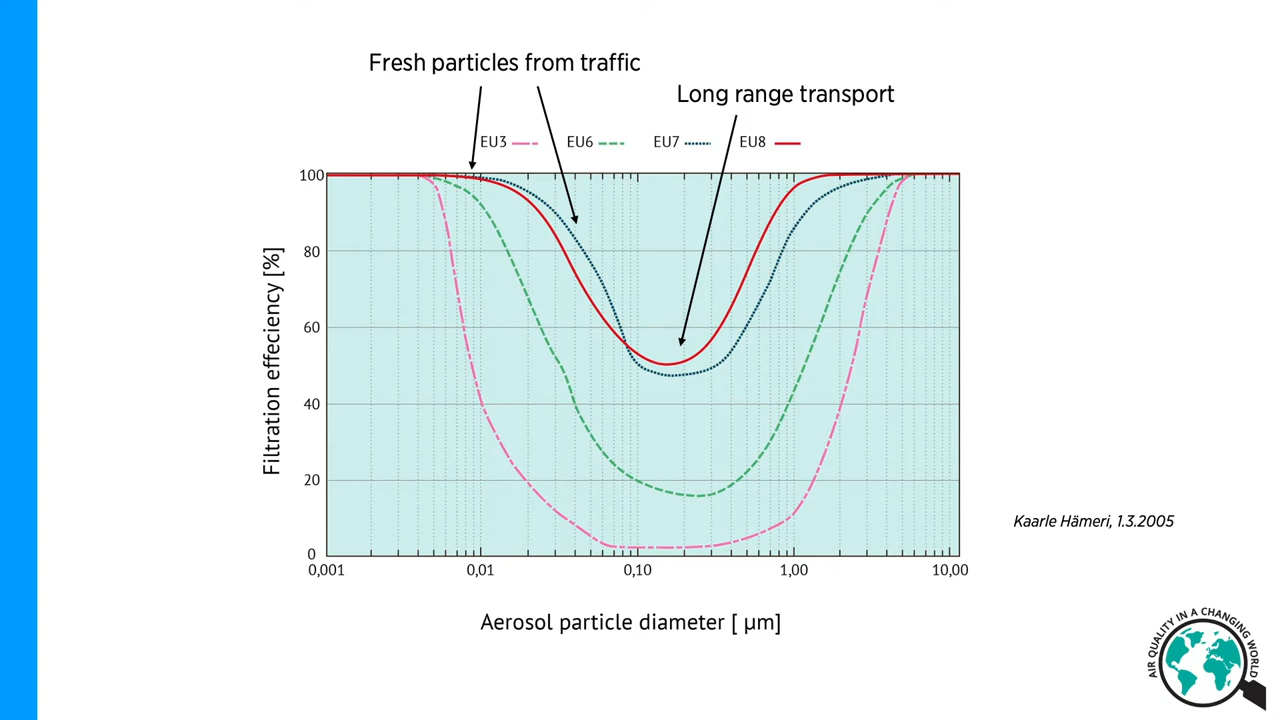 Fresh particles from traffic
Long range transport
EU3 EU6 EU7 EU8
Filtration effeciency [%]
100
80
60
40
20
0
0,001 0,01 0,10 1,00 10,00
Aerosol particle diameter [ µm]
Kaarle Hämeri, 1.3.2005
AIR QUALITY IN A CHANGING WORLD